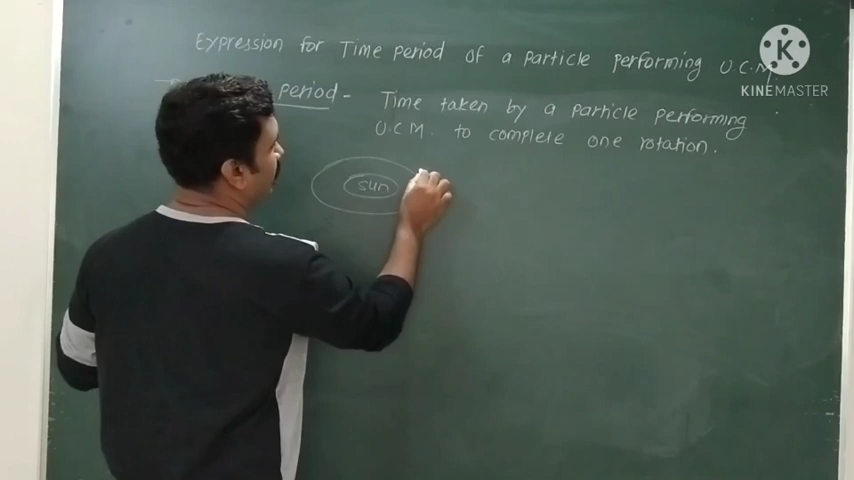 Expression for Time period of a particle performing U.C.M.
period - Time taken by a particle performing
U.C.M. to complete one rotation.
sun
K
KINEMASTER